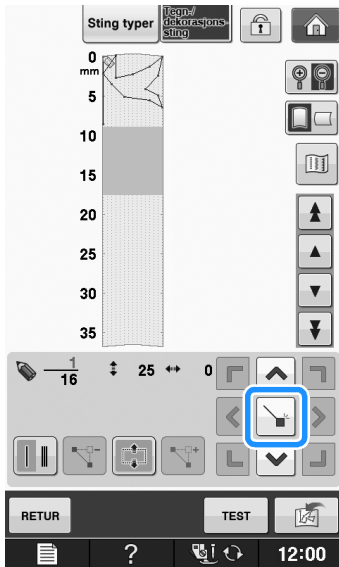 Sting typer
Tegn-/
dekorasjons-
sting
0
mm
5
10
15
20
25
30
35
1
16
25
0
RETUR
TEST
?
12:00